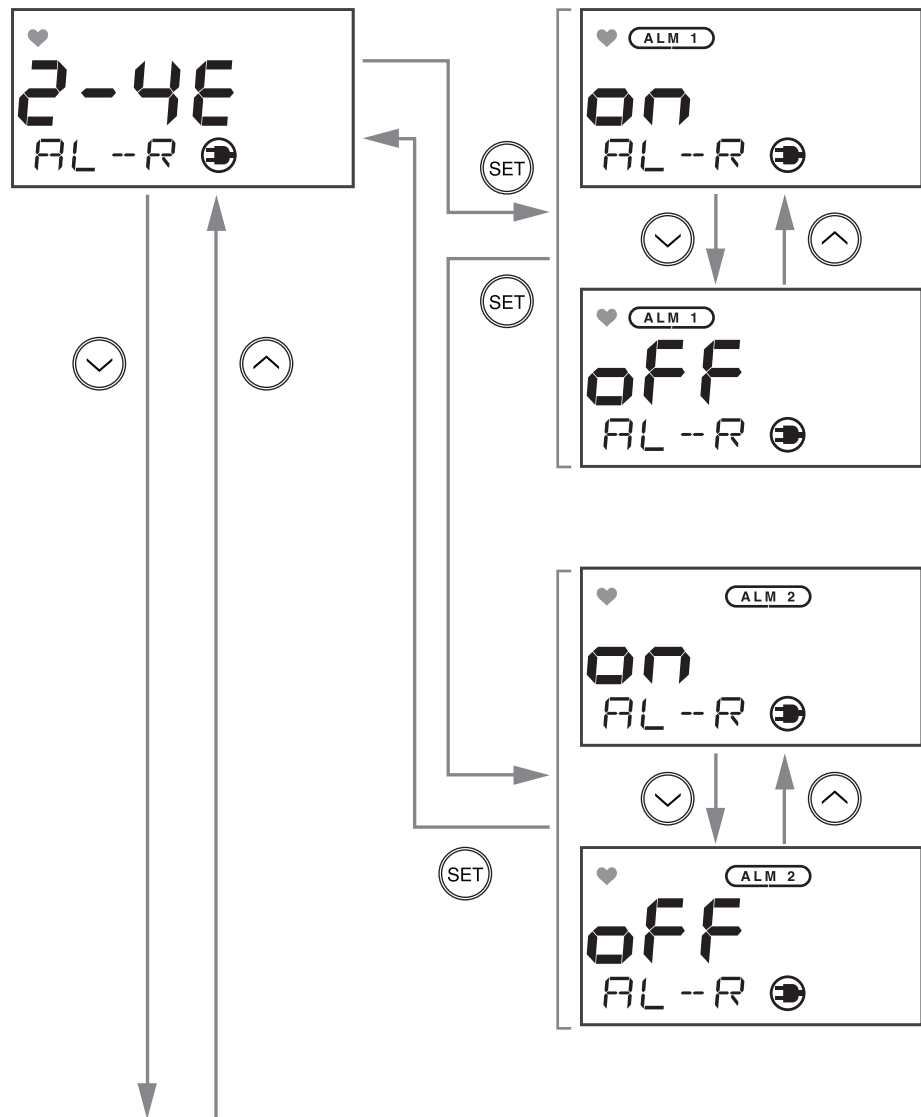 2-4E
AL--R
SET
ALM 1
on
AL--R
SET
ALM 1
oFF
AL--R
ALM 2
on
AL--R
SET
ALM 2
oFF
AL--R